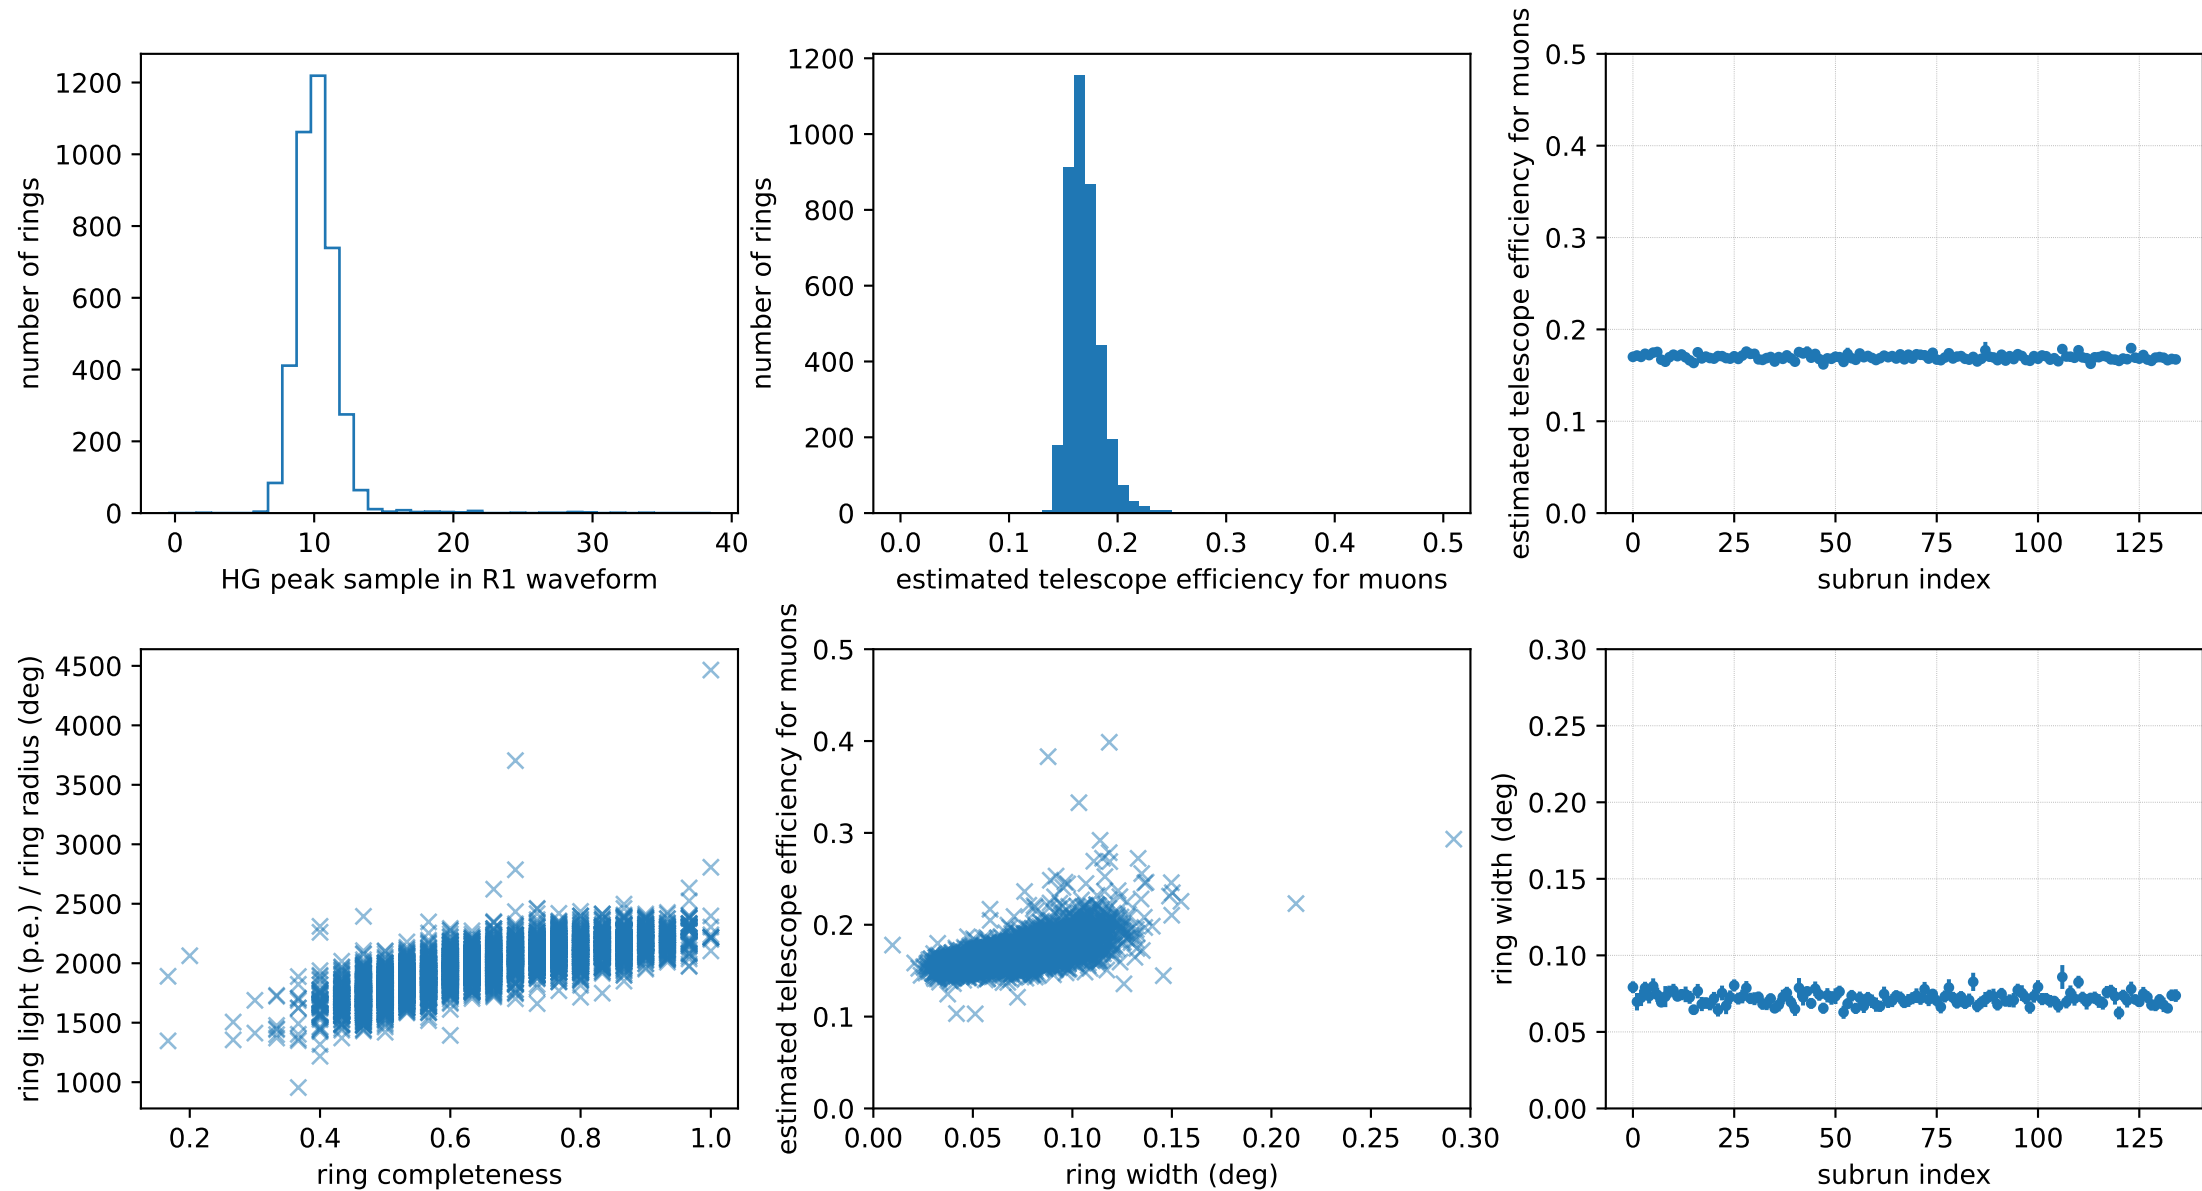 number of rings
1200
1000
800
600
400
200
0
0 10 20 30 40
HG peak sample in R1 waveform
number of rings
1200
1000
800
600
400
200
0
0.0 0.1 0.2 0.3 0.4 0.5
estimated telescope efficiency for muons
estimated telescope efficiency for muons
0.5
0.4
0.3
0.2
0.1
0.0
0 25 50 75 100 125
subrun index
ring light (p.e.) / ring radius (deg)
4500
4000
3500
3000
2500
2000
1500
1000
0.2 0.4 0.6 0.8 1.0
ring completeness
estimated telescope efficiency for muons
0.5
0.4
0.3
0.2
0.1
0.0
0.00 0.05 0.10 0.15 0.20 0.25 0.30
ring width (deg)
ring width (deg)
0.30
0.25
0.20
0.15
0.10
0.05
0.00
0 25 50 75 100 125
subrun index